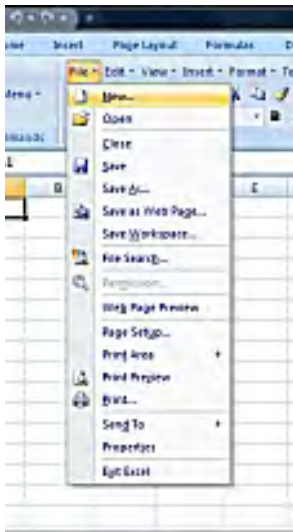 Insert Page Layout Formulas
File Edit View Insert Format
Menu
New...
Open
Close
Save
Save As...
Save as Web Page...
Save Workspace...
File Search...
Permission...
Web Page Preview
Page Setup...
Print Area
Print Preview
Print...
Send To
Properties
Exit Excel
B
E